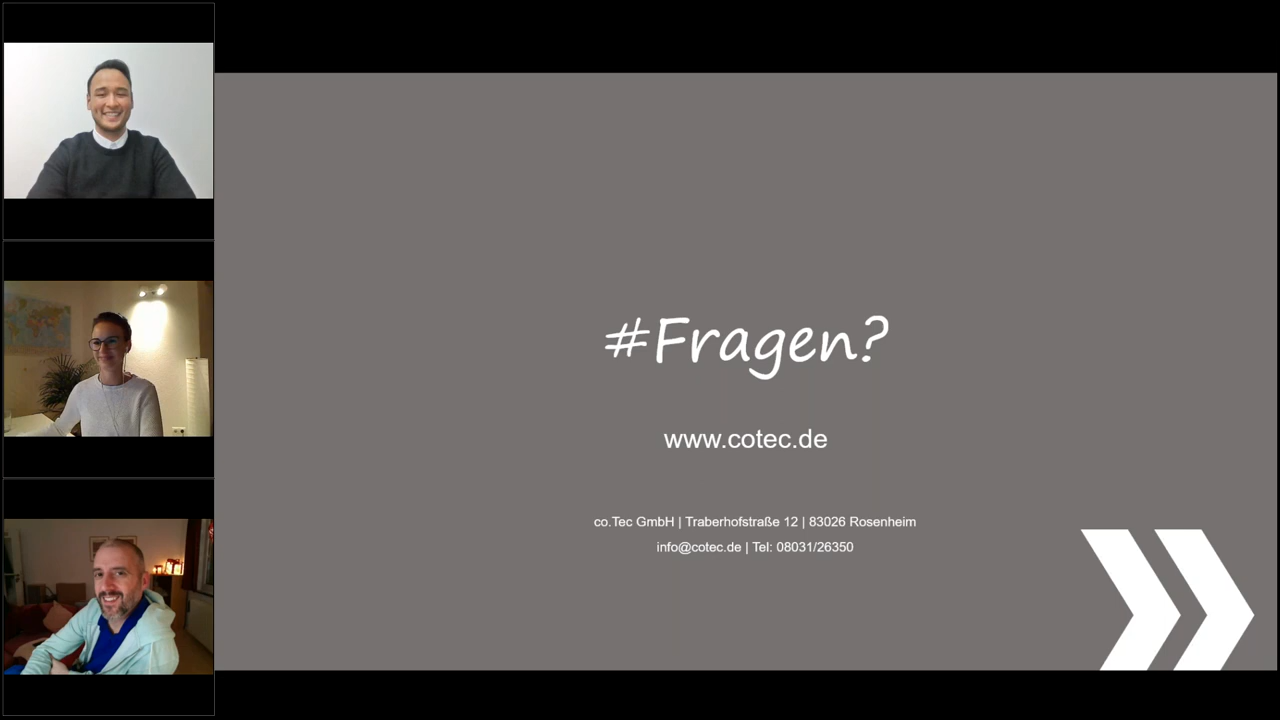 #Fragen?
www.cotec.de
co.Tec GmbH | Traberhofstraße 12 | 83026 Rosenheim
info@cotec.de | Tel: 08031/26350